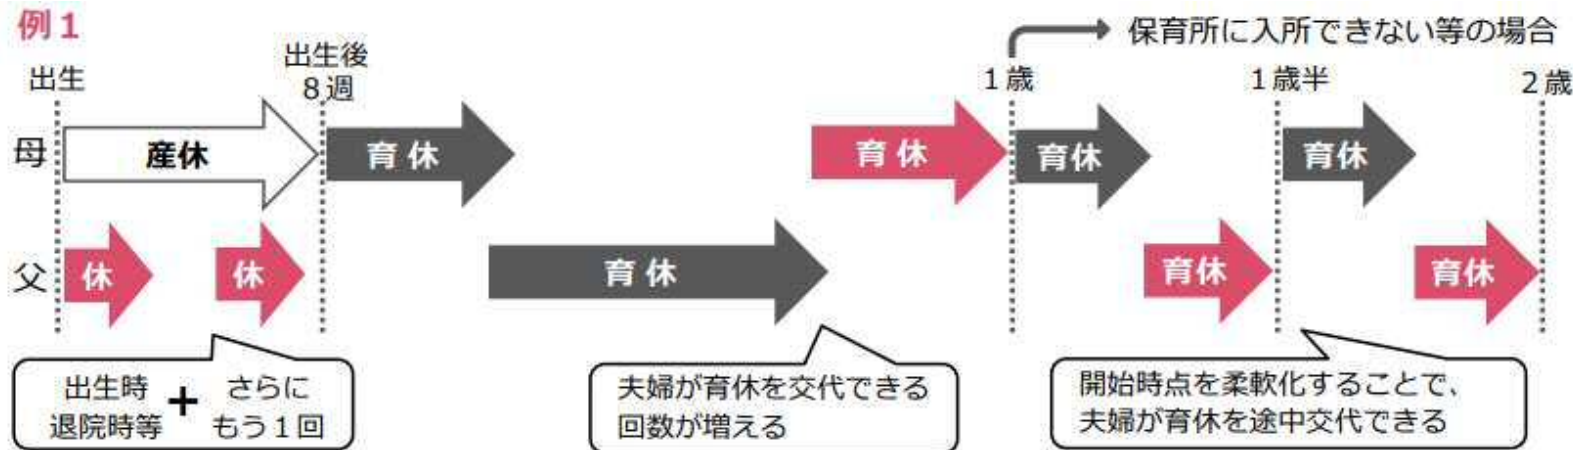 例1
保育所に入所できない等の場合
出生
出生後
8週
1歳
1歳半
2歳
母
産休
育休
育休
育休
育休
父
休
休
育休
育休
育休
出生時
退院時等
+
さらに
もう1回
夫婦が育休を交代できる
回数が増える
開始時点を柔軟化することで、
夫婦が育休を途中交代できる